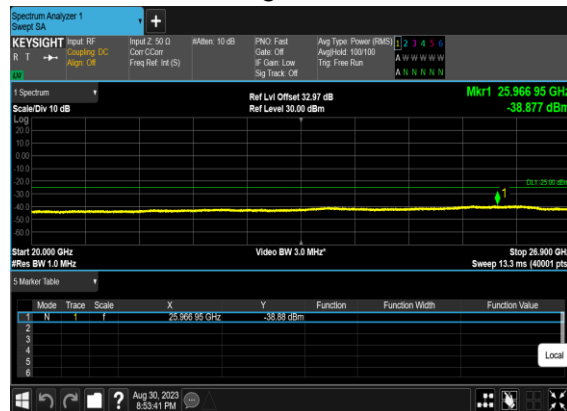 Spectrum Analyzer 1
Swept SA
KEYSIGHT Input: RF Input Z: 50 Ω #Atten: 10 dB PNO: Fast Avg Type: Power (RMS) 1 2 3 4 5 6
R T Coupling: DC Corr CCorr Gate: Off Avg|Hold: 100/100 A W W W W W
Align: Off Freq Ref: Int (S) IF Gain: Low Trig: Free Run
Sig Track: Off A N N N N N
1 Spectrum Ref Lvl Offset 32.97 dB Mkr1 25.966 95 GHz
Scale/Div 10 dB Ref Level 30.00 dBm -38.877 dBm
Log
20.0
10.0
0.00
-10.0
-20.0
DL1 -25.00 dBm
-30.0
1
-40.0
-50.0
-60.0
Start 20.000 GHz Video BW 3.0 MHz* Stop 26.900 GHz
#Res BW 1.0 MHz Sweep 13.3 ms (40001 pts)
5 Marker Table
Mode Trace Scale X Y Function Function Width Function Value
1 N 1 f 25.966 95 GHz -38.88 dBm
2
3
4
5
6
Local
? Aug 30, 2023
8:53:41 PM